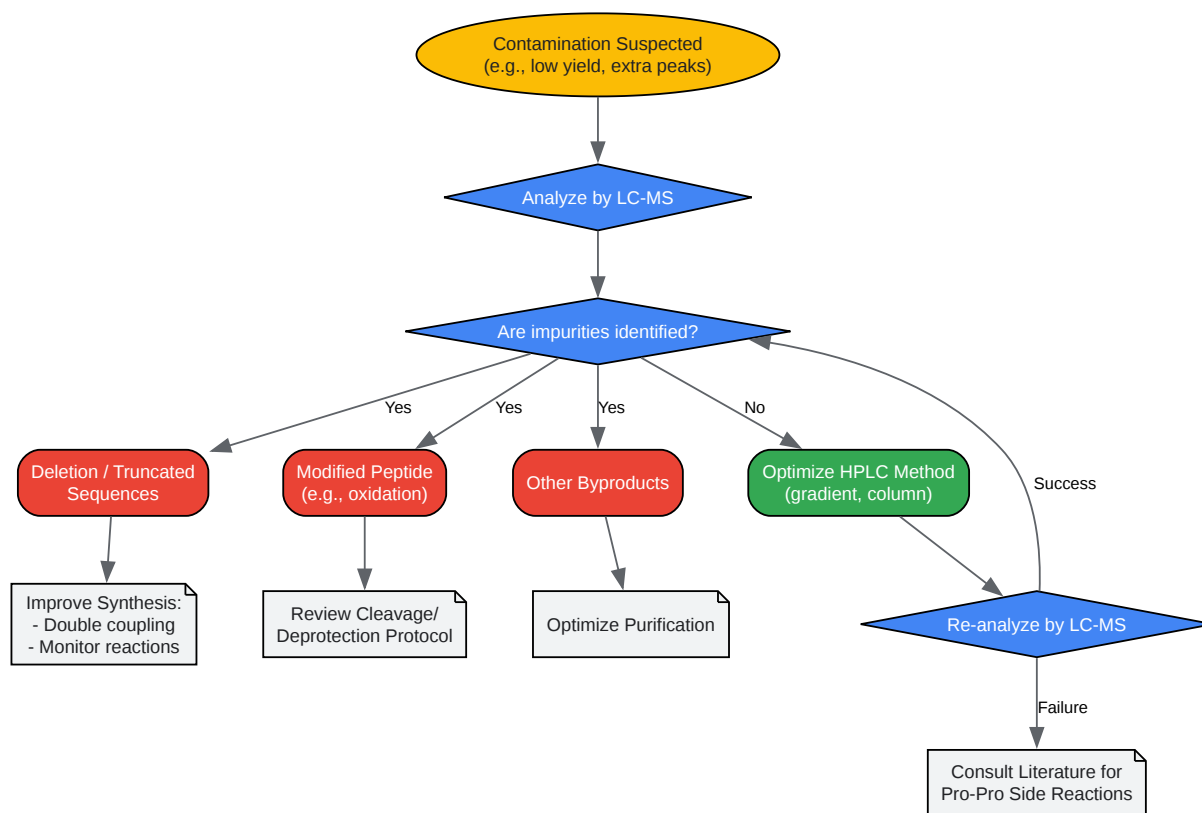 Contamination Suspected
(e.g., low yield, extra peaks)
Analyze by LC-MS
Are impurities identified?
Yes
Yes
Yes
No
Success
Deletion / Truncated
Sequences
Modified Peptide
(e.g., oxidation)
Other Byproducts
Optimize HPLC Method
(gradient, column)
Improve Synthesis:
- Double coupling
- Monitor reactions
Review Cleavage/
Deprotection Protocol
Optimize Purification
Re-analyze by LC-MS
Failure
Consult Literature for
Pro-Pro Side Reactions